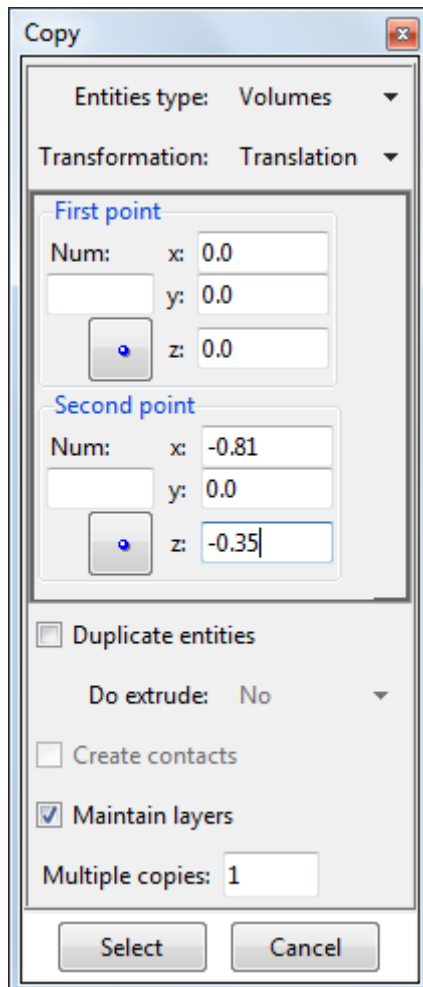 Copy
Entities type: Volumes
Transformation: Translation
First point
Num: x: 0.0
y: 0.0
z: 0.0
Second point
Num: x: -0.81
y: 0.0
z: -0.35
Duplicate entities
Do extrude: No
Create contacts
Maintain layers
Multiple copies: 1
Select Cancel